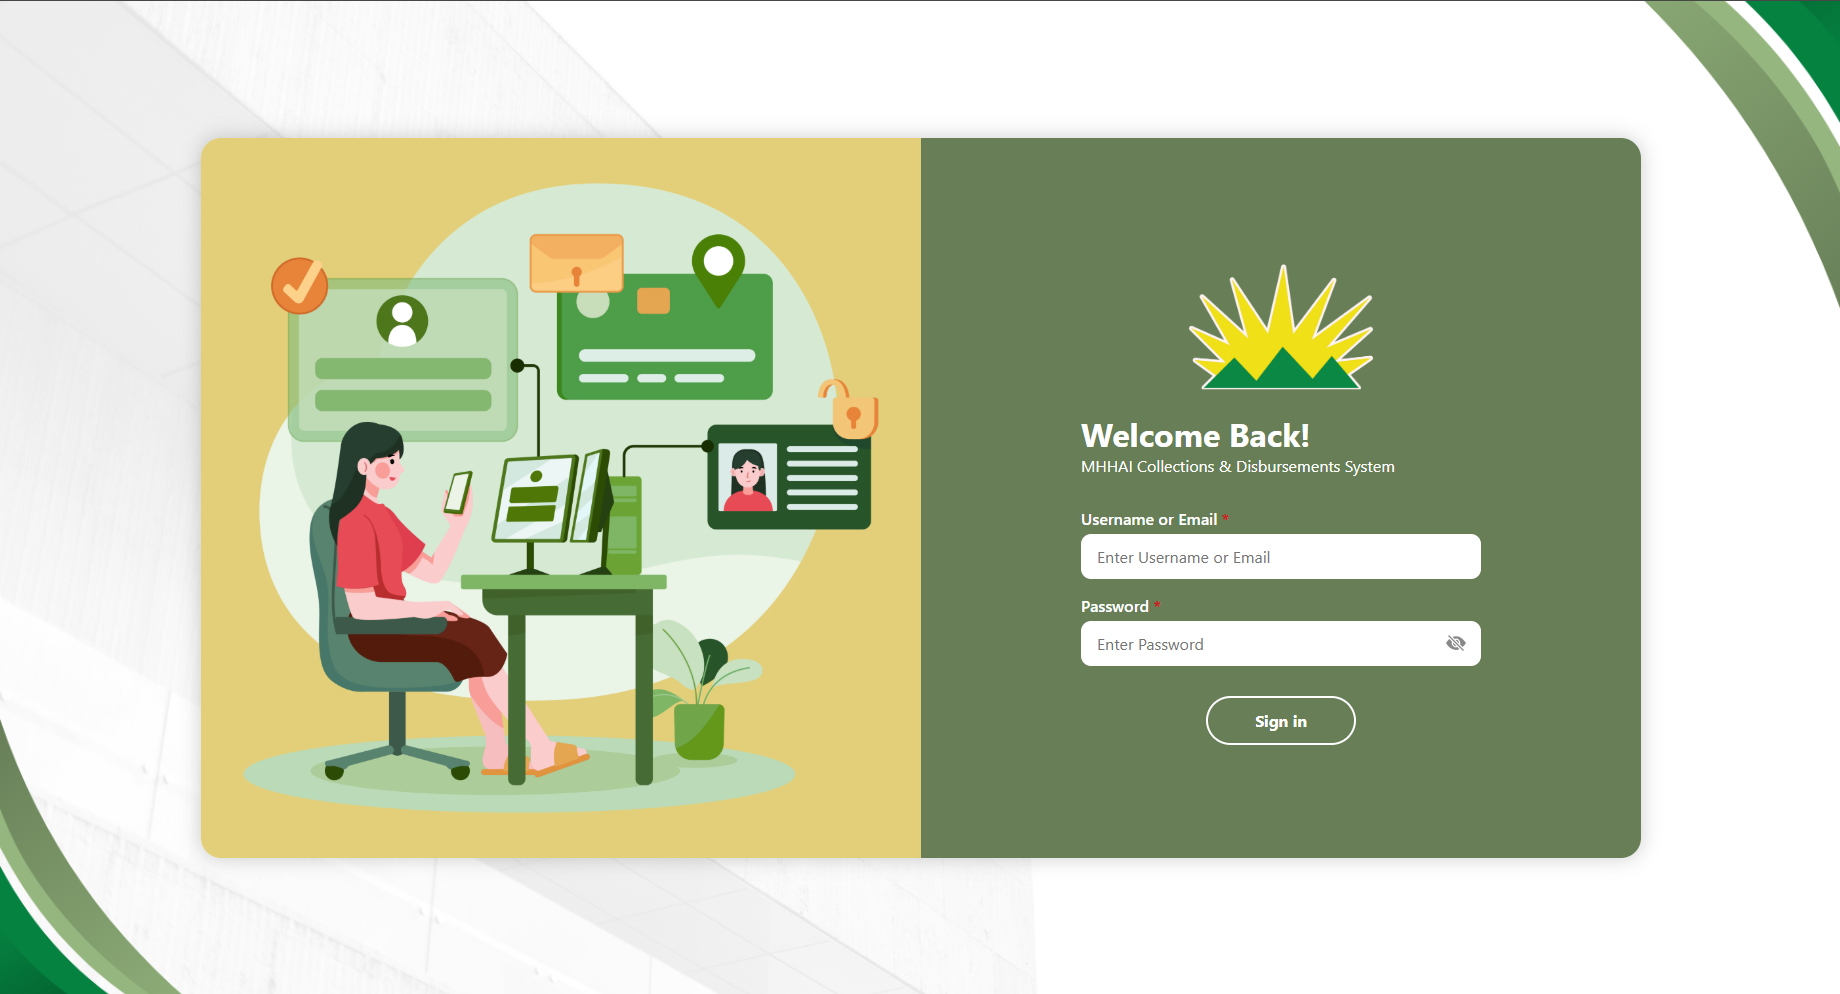 Welcome Back!
MHHAI Collections & Disbursements System
Username or Email *
Enter Username or Email
Password *
Enter Password
Sign in